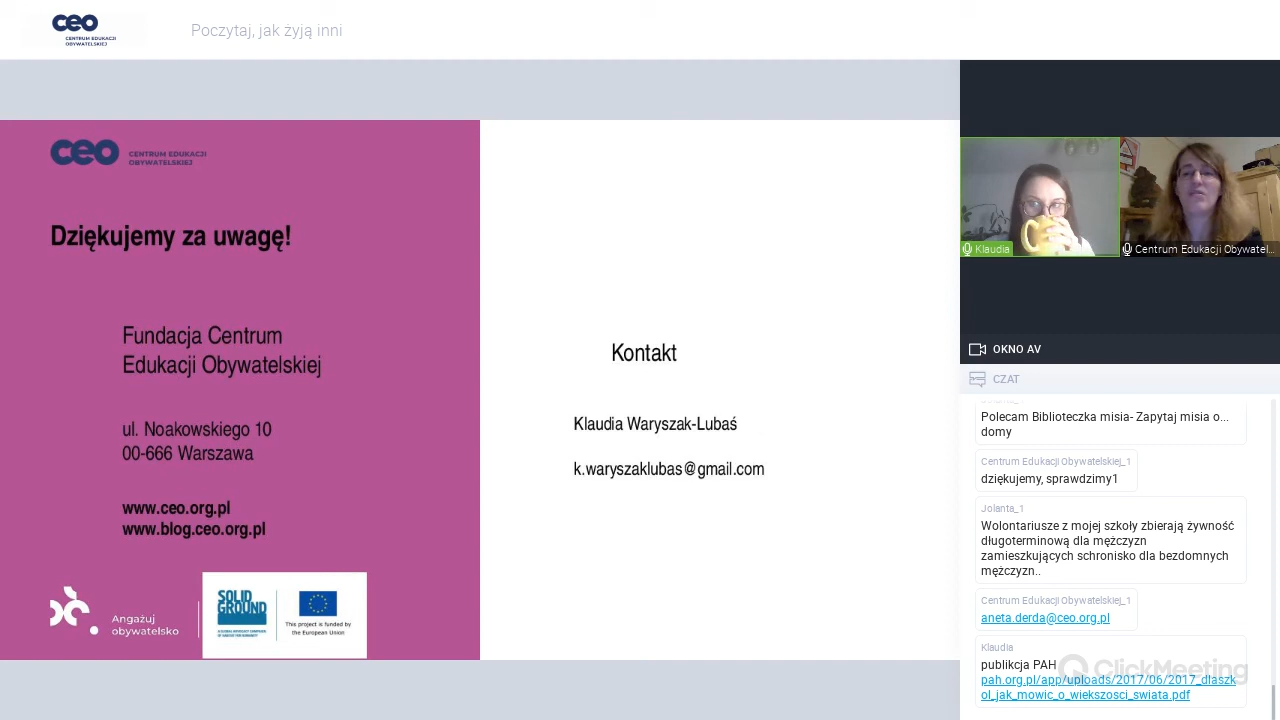 ceo
CENTRUM EDUKACJI
OBYWATELSKIEJ
Poczytaj, jak żyją inni
ceo
CENTRUM EDUKACJI
OBYWATELSKIEJ
Dziękujemy za uwagę!
Fundacja Centrum
Edukacji Obywatelskiej
ul. Noakowskiego 10
00-666 Warszawa
www.ceo.org.pl
www.blog.ceo.org.pl
Angażuj
obywatelsko
SOLID
GROUND
This project is funded by
the European Union
Kontakt
Klaudia Waryszak-Lubaś
k.waryszaklubas@gmail.com
Klaudia
Centrum Edukacji Obywatel...
OKNO AV
CZAT
Polecam Biblioteczka misia- Zapytaj misia o...
domy
Centrum Edukacji Obywatelskiej_1
dziękujemy, sprawdzimy1
Jolanta_1
Wolontariusze z mojej szkoły zbierają żywność
długoterminową dla mężczyzn
zamieszkujących schronisko dla bezdomnych
mężczyzn..
Centrum Edukacji Obywatelskiej_1
aneta.derda@ceo.org.pl
Klaudia
publikcja PAH
pah.org.pl/app/uploads/2017/06/2017_dlaszk
ol_jak_mowic_o_wiekszosci_swiata.pdf
ClickMeeting